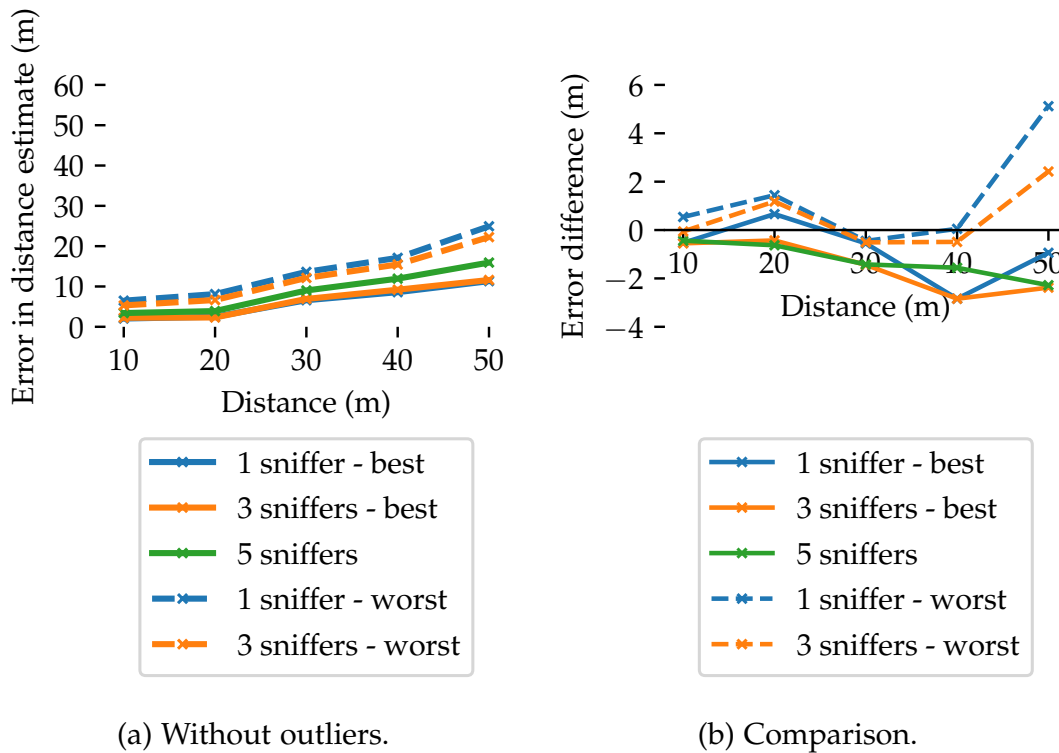 Error in distance estimate (m)
60
50
40
30
20
10
0
10 20 30 40 50
Distance (m)
1 sniffer - best
3 sniffers - best
5 sniffers
1 sniffer - worst
3 sniffers - worst
(a) Without outliers.
Error difference (m)
6
4
2
0
−2
−4
10 20 30 40 50
Distance (m)
1 sniffer - best
3 sniffers - best
5 sniffers
1 sniffer - worst
3 sniffers - worst
(b) Comparison.